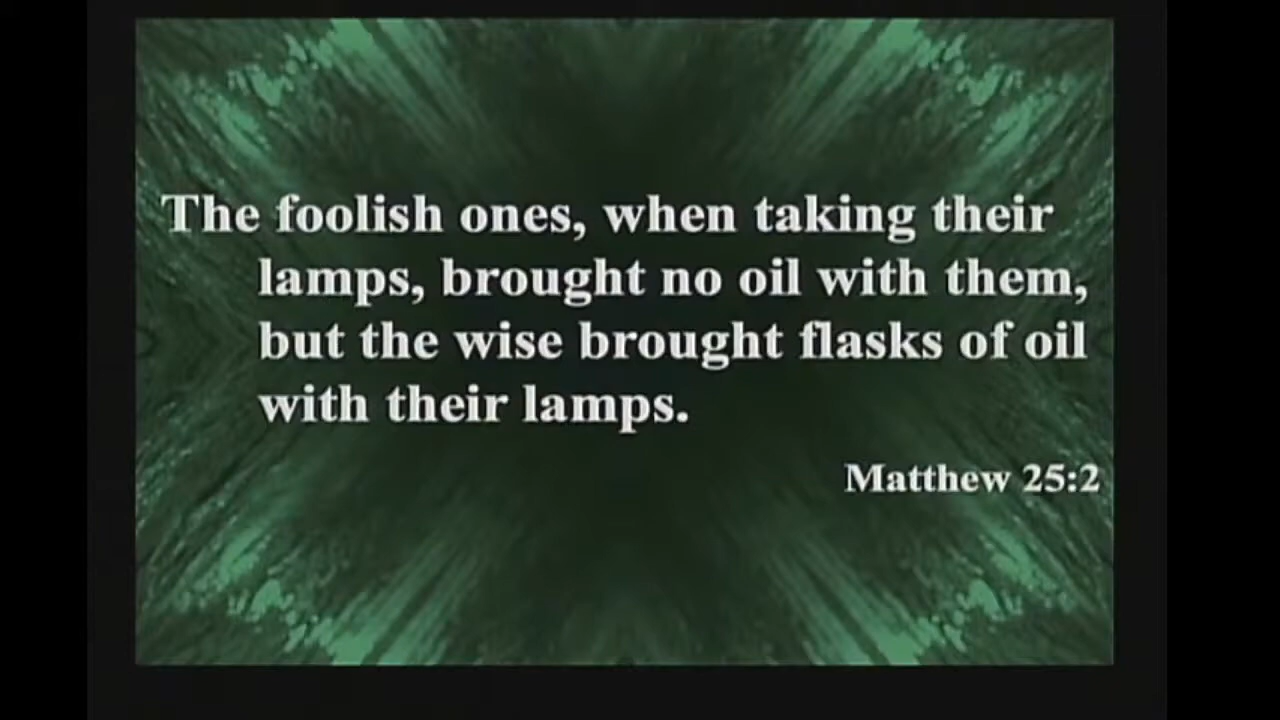 The foolish ones, when taking their
lamps, brought no oil with them,
but the wise brought flasks of oil
with their lamps.
Matthew 25:2